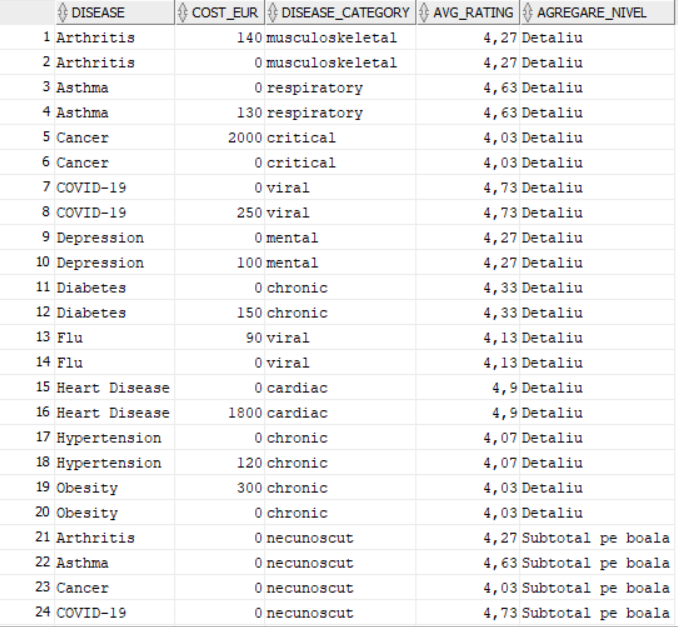 DISEASE COST_EUR DISEASE_CATEGORY AVG_RATING AGREGARE_NIVEL
1 Arthritis 140 musculoskeletal 4,27 Detaliu
2 Arthritis 0 musculoskeletal 4,27 Detaliu
3 Asthma 0 respiratory 4,63 Detaliu
4 Asthma 130 respiratory 4,63 Detaliu
5 Cancer 2000 critical 4,03 Detaliu
6 Cancer 0 critical 4,03 Detaliu
7 COVID-19 0 viral 4,73 Detaliu
8 COVID-19 250 viral 4,73 Detaliu
9 Depression 0 mental 4,27 Detaliu
10 Depression 100 mental 4,27 Detaliu
11 Diabetes 0 chronic 4,33 Detaliu
12 Diabetes 150 chronic 4,33 Detaliu
13 Flu 90 viral 4,13 Detaliu
14 Flu 0 viral 4,13 Detaliu
15 Heart Disease 0 cardiac 4,9 Detaliu
16 Heart Disease 1800 cardiac 4,9 Detaliu
17 Hypertension 0 chronic 4,07 Detaliu
18 Hypertension 120 chronic 4,07 Detaliu
19 Obesity 300 chronic 4,03 Detaliu
20 Obesity 0 chronic 4,03 Detaliu
21 Arthritis 0 necunoscut 4,27 Subtotal pe boala
22 Asthma 0 necunoscut 4,63 Subtotal pe boala
23 Cancer 0 necunoscut 4,03 Subtotal pe boala
24 COVID-19 0 necunoscut 4,73 Subtotal pe boala